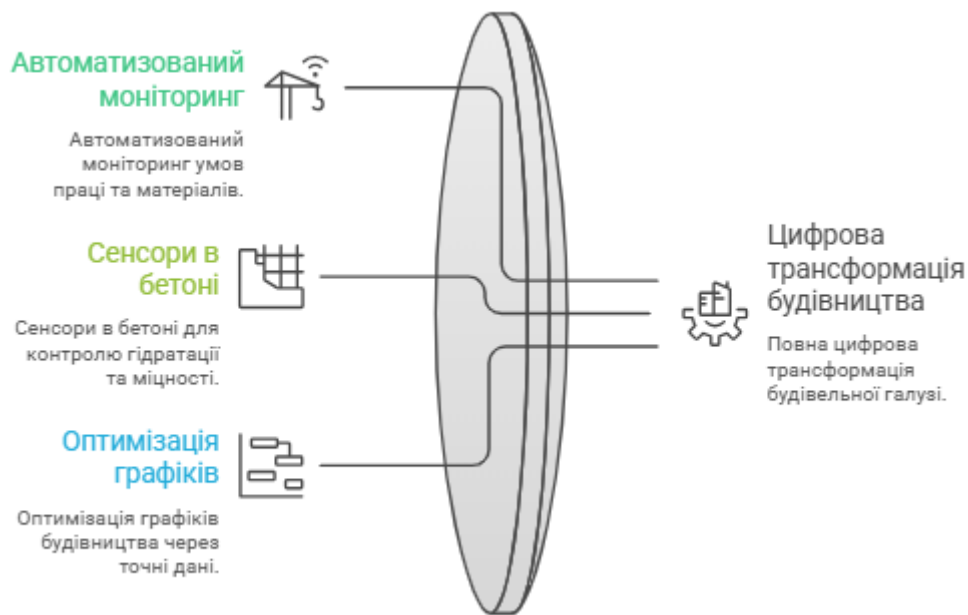 Автоматизований
моніторинг
Автоматизований
моніторинг умов
праці та матеріалів.
Сенсори в
бетоні
Сенсори в бетоні для
контролю гідратації
та міцності.
Оптимізація
графіків
Оптимізація графіків
будівництва через
точні дані.
Цифрова
трансформація
будівництва
Повна цифрова
трансформація
будівельної галузі.